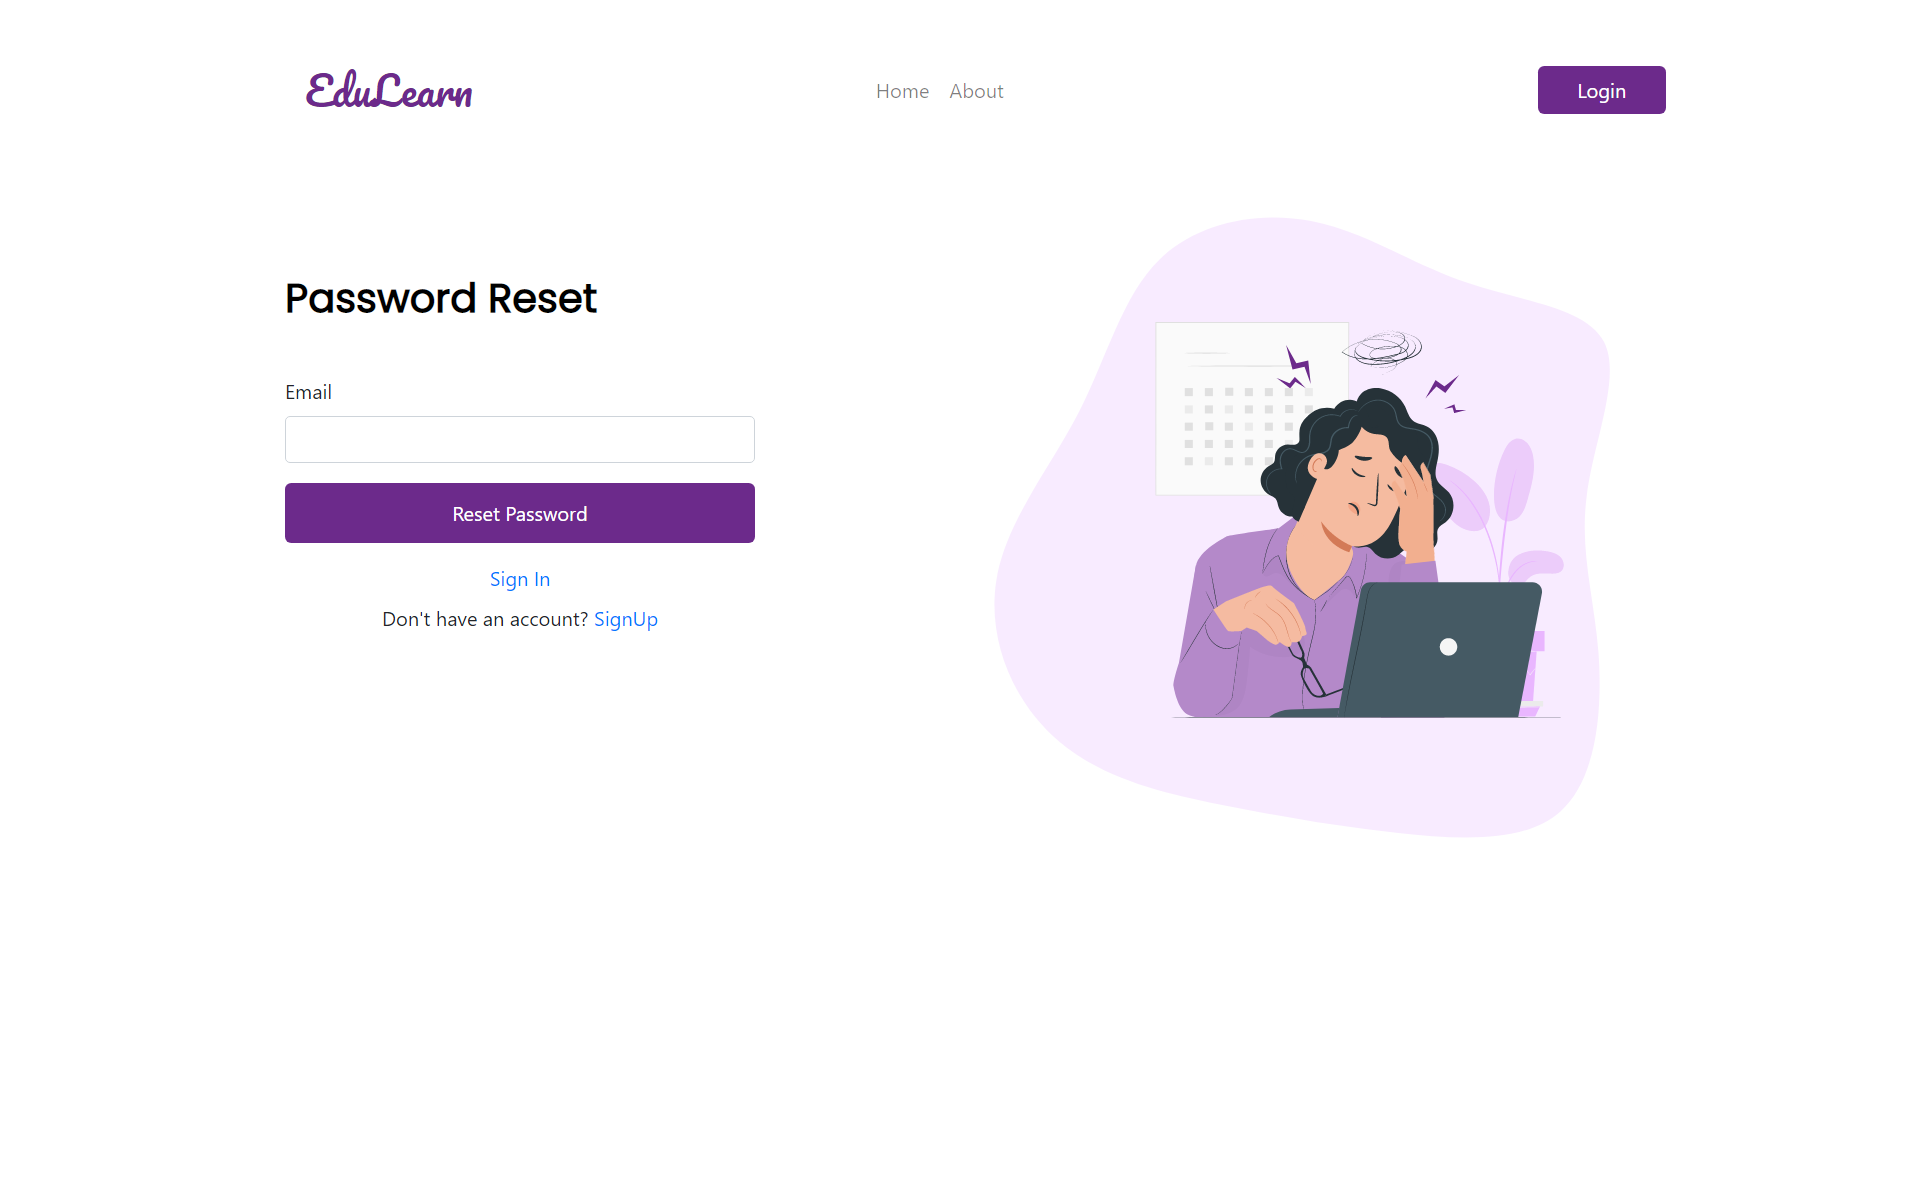 EduLearn
Home About
Login
Password Reset
Email
Reset Password
Sign In
Don't have an account? SignUp